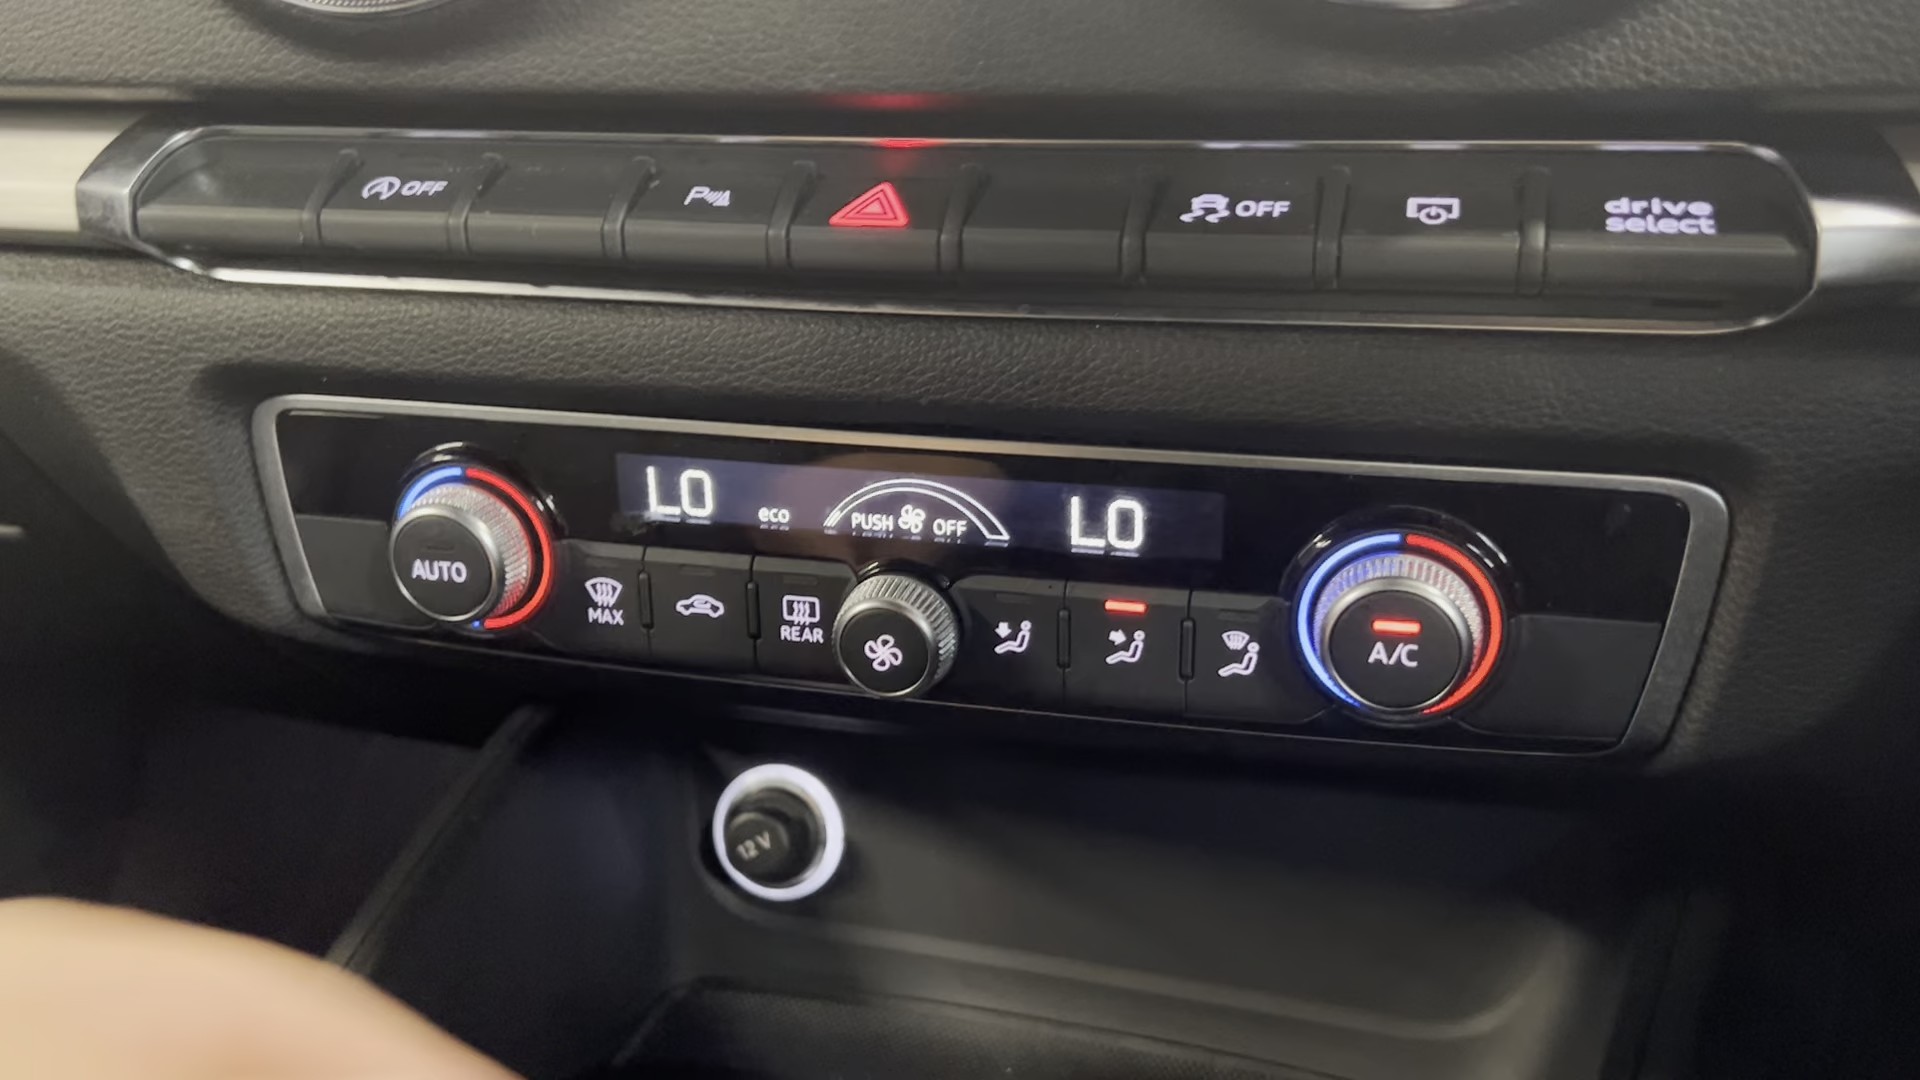 OFF
P
OFF
drive
select
LO
eco
PUSH OFF
LO
AUTO
MAX
REAR
A/C
12V